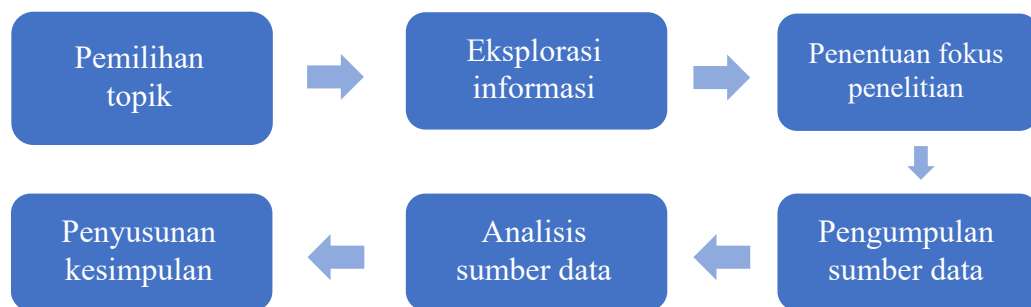 Pemilihan
topik
Eksplorasi
informasi
Penentuan fokus
penelitian
Pengumpulan
sumber data
Analisis
sumber data
Penyusunan
kesimpulan